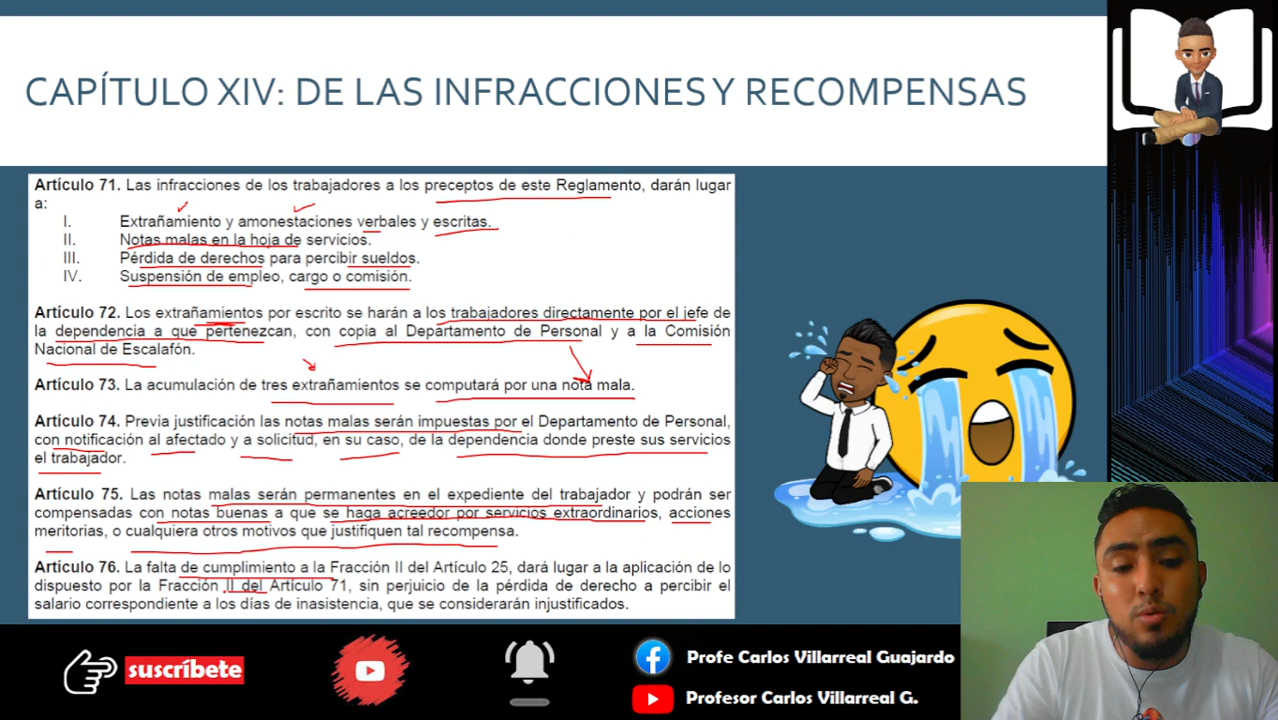 CAPÍTULO XIV: DE LAS INFRACCIONES Y RECOMPENSAS
Artículo 71. Las infracciones de los trabajadores a los preceptos de este Reglamento, darán lugar
a:
I. Extrañamiento y amonestaciones verbales y escritas.
II. Notas malas en la hoja de servicios.
III. Pérdida de derechos para percibir sueldos.
IV. Suspensión de empleo, cargo o comisión.
Artículo 72. Los extrañamientos por escrito se harán a los trabajadores directamente por el jefe de
la dependencia a que pertenezcan, con copia al Departamento de Personal y a la Comisión
Nacional de Escalafón.
Artículo 73. La acumulación de tres extrañamientos se computará por una nota mala.
Artículo 74. Previa justificación las notas malas serán impuestas por el Departamento de Personal,
con notificación al afectado y a solicitud, en su caso, de la dependencia donde preste sus servicios
el trabajador.
Artículo 75. Las notas malas serán permanentes en el expediente del trabajador y podrán ser
compensadas con notas buenas a que se haga acreedor por servicios extraordinarios, acciones
meritorias, o cualquiera otros motivos que justifiquen tal recompensa.
Artículo 76. La falta de cumplimiento a la Fracción II del Artículo 25, dará lugar a la aplicación de lo
dispuesto por la Fracción II del Artículo 71, sin perjuicio de la pérdida de derecho a percibir el
salario correspondiente a los días de inasistencia, que se considerarán injustificados.
suscríbete
Profe Carlos Villarreal Guajardo
Profesor Carlos Villarreal G.